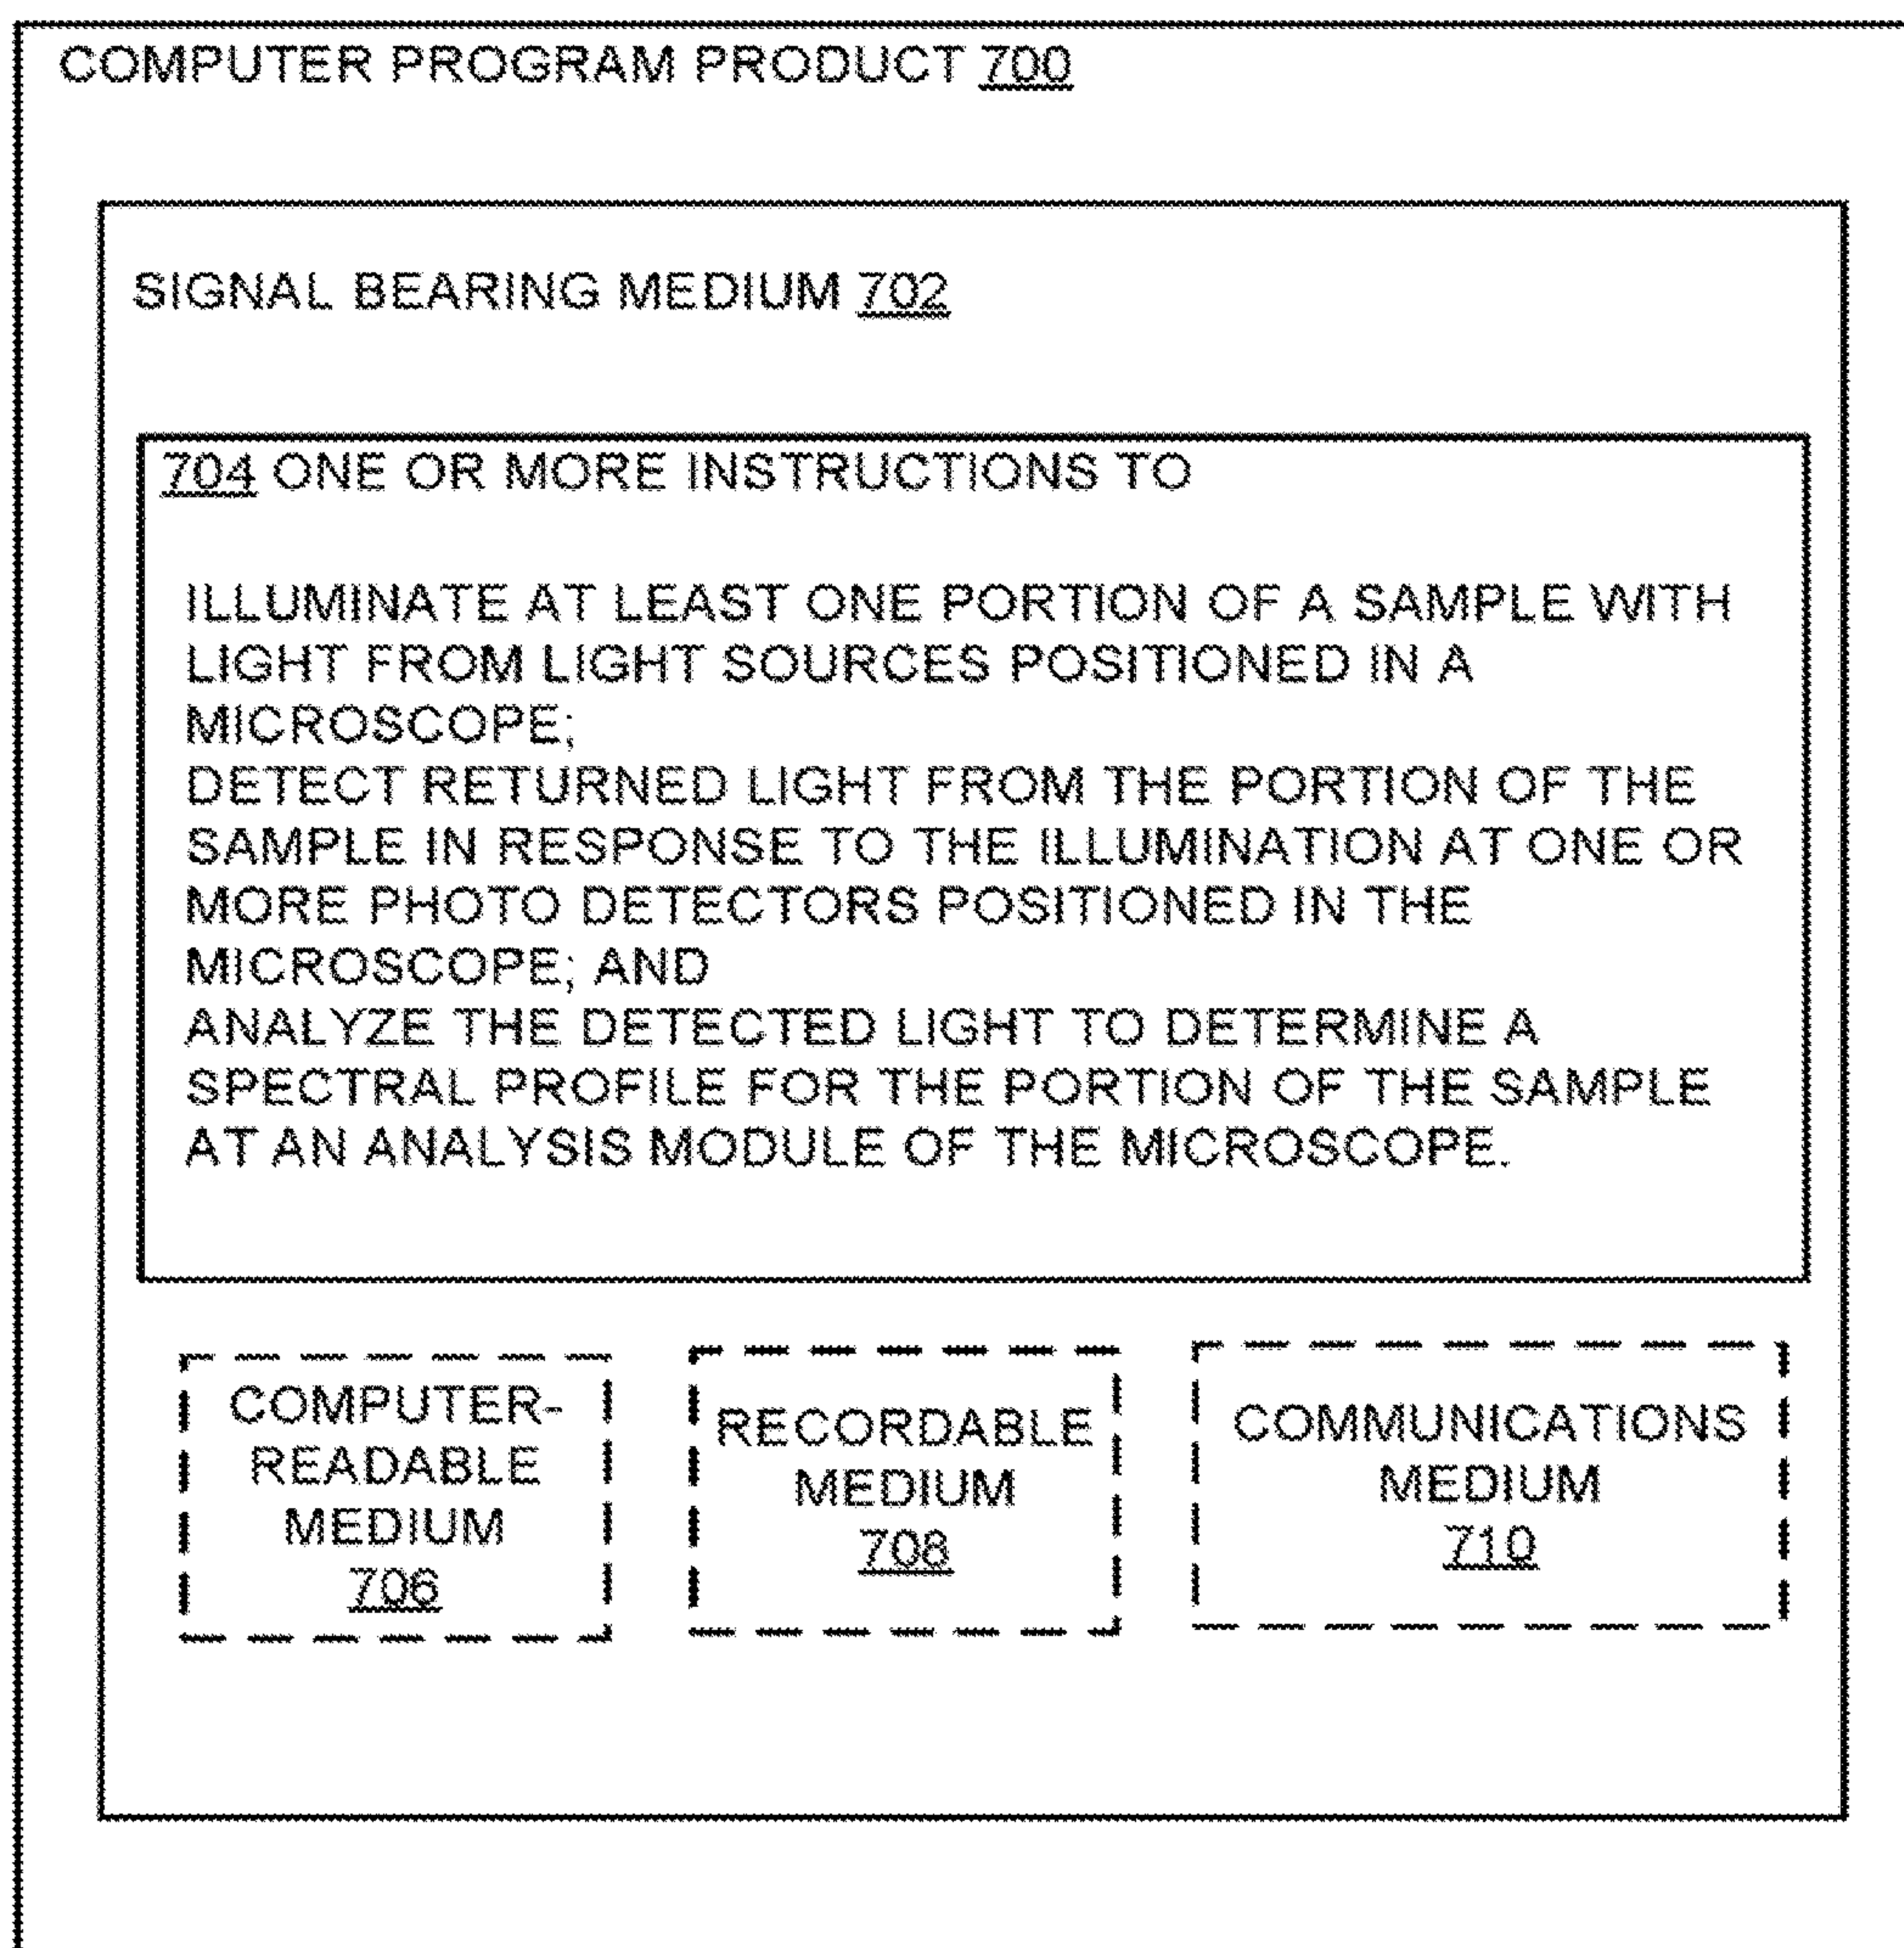 COMPUTER PROGRAM PRODUCT 700
SIGNAL BEARING MEDIUM 702
704 ONE OR MORE INSTRUCTIONS TO
ILLUMINATE AT LEAST ONE PORTION OF A SAMPLE WITH
LIGHT FROM LIGHT SOURCES POSITIONED IN A
MICROSCOPE;
DETECT RETURNED LIGHT FROM THE PORTION OF THE
SAMPLE IN RESPONSE TO THE ILLUMINATION AT ONE OR
MORE PHOTO DETECTORS POSITIONED IN THE
MICROSCOPE; AND
ANALYZE THE DETECTED LIGHT TO DETERMINE A
SPECTRAL PROFILE FOR THE PORTION OF THE SAMPLE
AT AN ANALYSIS MODULE OF THE MICROSCOPE.
COMPUTER-
READABLE
MEDIUM
706
RECORDABLE
MEDIUM
708
COMMUNICATIONS
MEDIUM
710